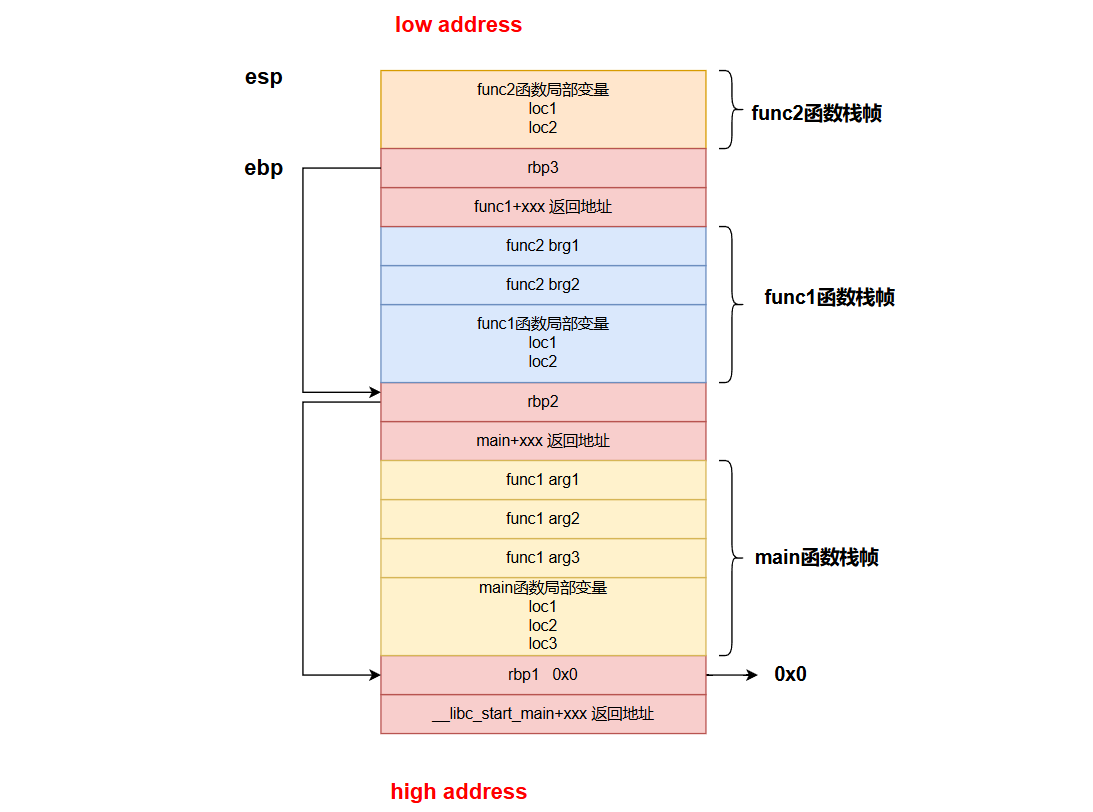 low address
esp
func2函数局部变量
loc1
loc2
func2函数栈帧
ebp
rbp3
func1+xxx 返回地址
func2 brg1
func2 brg2
func1函数局部变量
loc1
loc2
func1函数栈帧
rbp2
main+xxx 返回地址
func1 arg1
func1 arg2
func1 arg3
main函数局部变量
loc1
loc2
loc3
main函数栈帧
rbp1 0x0
0x0
__libc_start_main+xxx 返回地址
high address